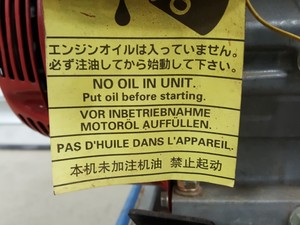 エンジンオイルは入っていません。
必ず注油してから始動して下さい。
NO OIL IN UNIT.
Put oil before starting.
VOR INBETRIEBNAHME
MOTORÖL AUFFÜLLEN.
PAS D'HUILE DANS L'APPAREIL.
本机未加注机油 禁止起动